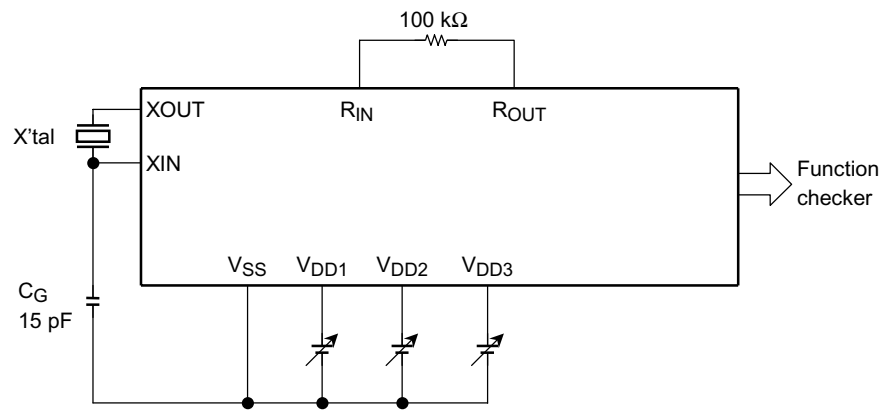 100 kΩ
XOUT
RIN
ROUT
X'tal
XIN
Function
checker
VSS
VDD1
VDD2
VDD3
CG
15 pF